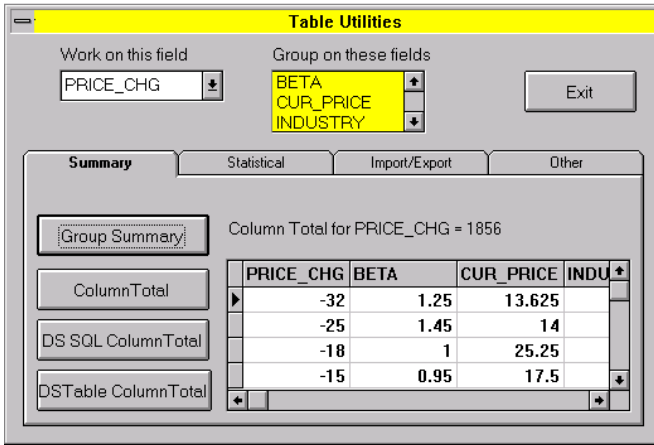 Table Utilities
Work on this field
Group on these fields
PRICE_CHG
BETA
CUR_PRICE
INDUSTRY
Exit
Summary
Statistical
Import/Export
Other
Group Summary
ColumnTotal
DS SQL ColumnTotal
DSTable ColumnTotal
Column Total for PRICE_CHG = 1856
PRICE_CHG BETA CUR_PRICE INDU
-32 1.25 13.625
-25 1.45 14
-18 1 25.25
-15 0.95 17.5